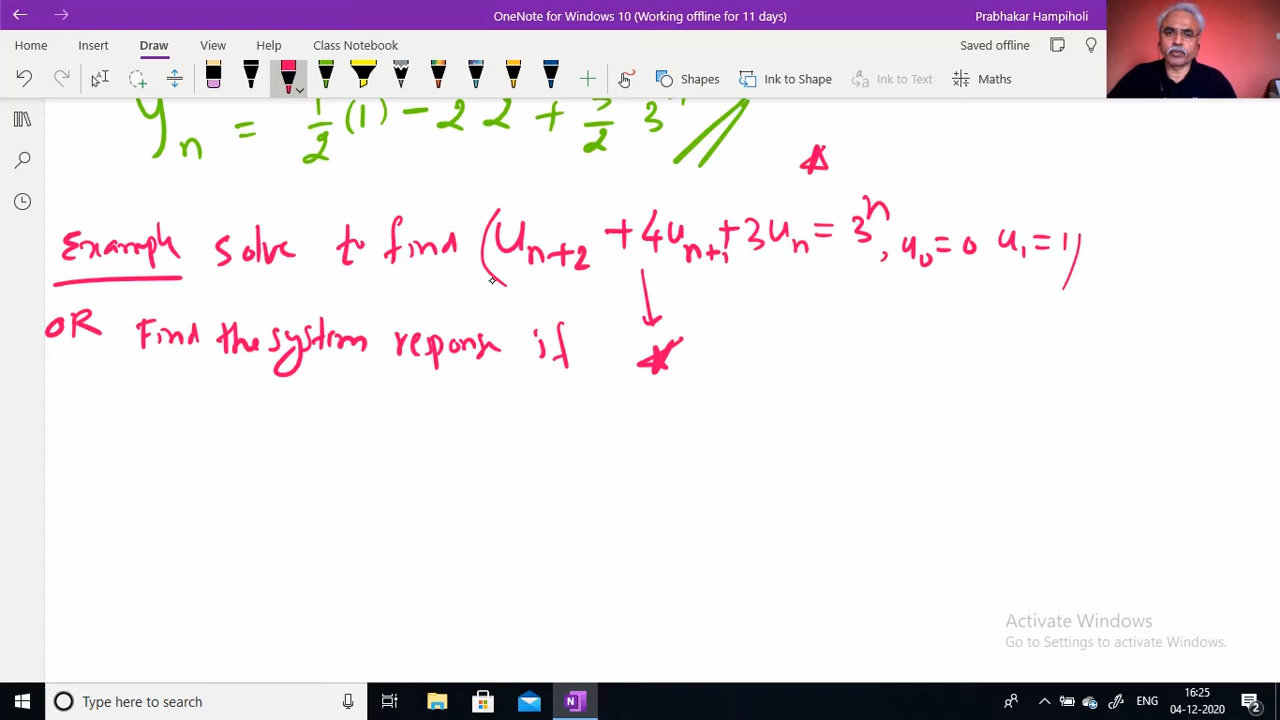 OneNote for Windows 10 (Working offline for 11 days)
Prabhakar Hampiholi
Home Insert Draw View Help Class Notebook Saved offline
Shapes Ink to Shape Ink to Text Maths
yn = 1/2 (1) - 2 2 + 3/2 3^n
Example solve to find (Un+2 + 4un+1 + 3un = 3^n, u0 = 0 u1 = 1)
OR Find the system reponse if
Activate Windows
Go to Settings to activate Windows.
Type here to search
ENG
16:25
04-12-2020
2